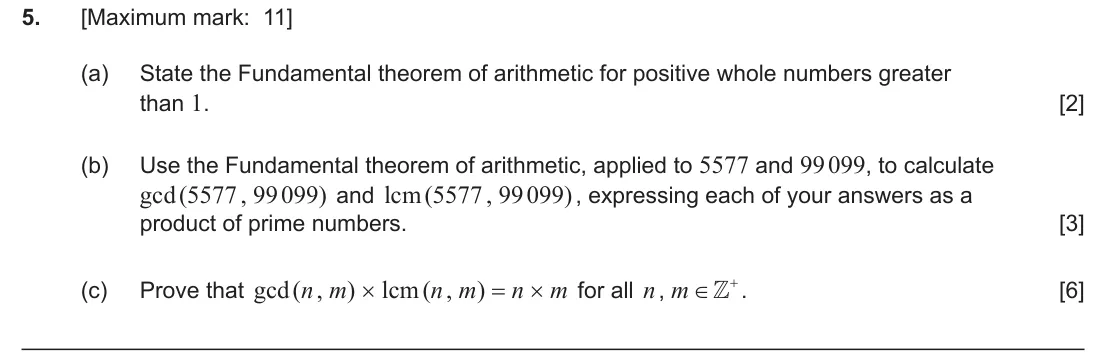 5. [Maximum mark: 11]
(a) State the Fundamental theorem of arithmetic for positive whole numbers greater
than 1. [2]
(b) Use the Fundamental theorem of arithmetic, applied to 5577 and 99 099, to calculate
gcd (5577 , 99 099) and lcm (5577 , 99 099) , expressing each of your answers as a
product of prime numbers. [3]
(c) Prove that gcd (n , m) × lcm (n , m) = n × m for all n , m ∈ ℤ⁺ . [6]